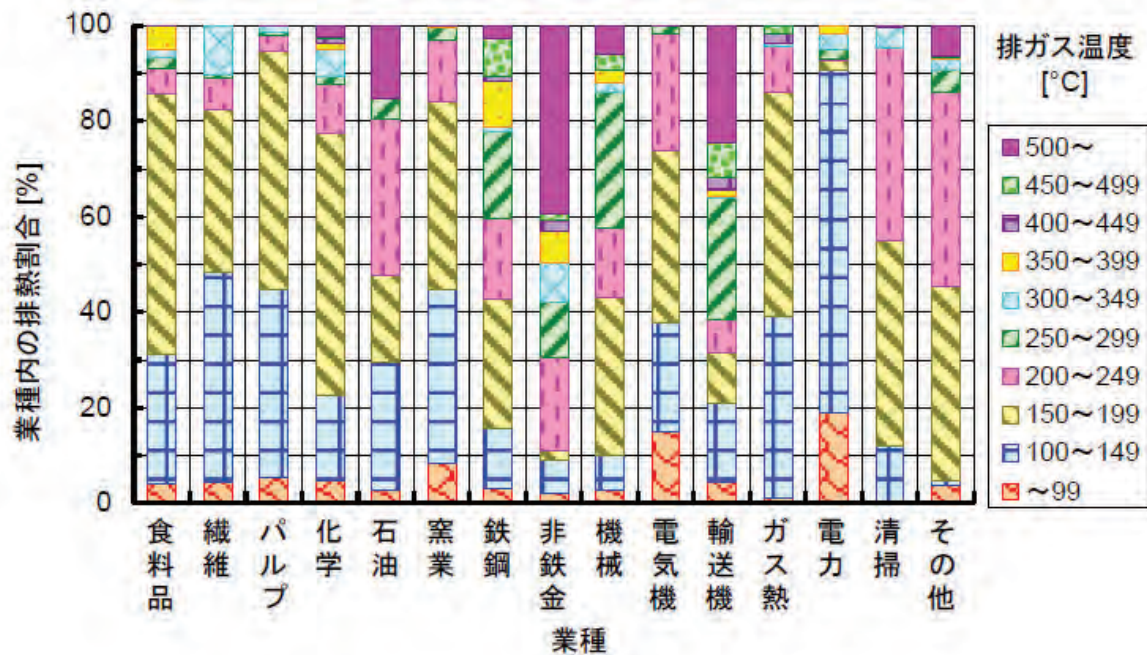 業種内の排熱割合 [%]
100
80
60
40
20
0
食料品
繊維
パルプ
化学
石油
窯業
鉄鋼
非鉄金
機械
電気機
輸送機
ガス熱
電力
清掃
その他
業種
排ガス温度
[°C]
500～
450～499
400～449
350～399
300～349
250～299
200～249
150～199
100～149
～99